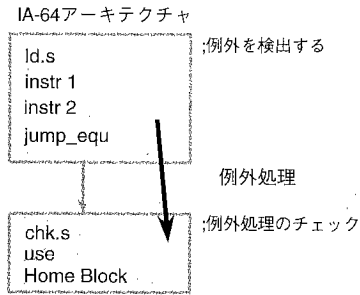 IA-64アーキテクチャ
ld.s ;例外を検出する
instr 1
instr 2
jump_equ
例外処理
chk.s ;例外処理のチェック
use
Home Block